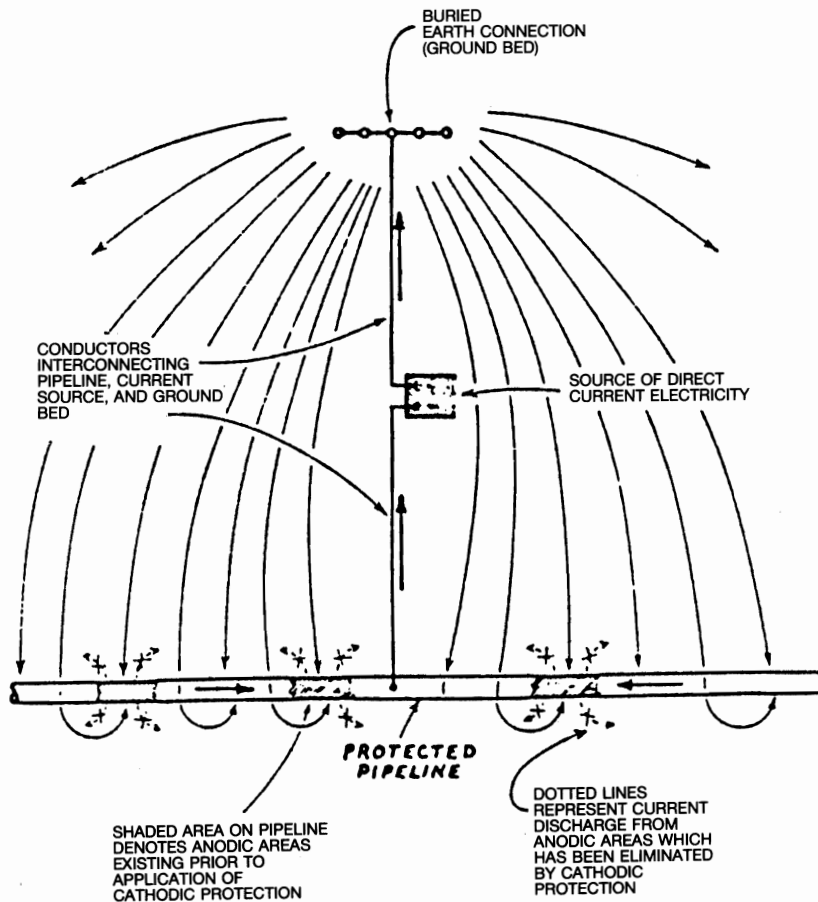 BURIED
EARTH CONNECTION
(GROUND BED)
CONDUCTORS
INTERCONNECTING
PIPELINE, CURRENT
SOURCE, AND GROUND
BED
SOURCE OF DIRECT
CURRENT ELECTRICITY
PROTECTED
PIPELINE
SHADED AREA ON PIPELINE
DENOTES ANODIC AREAS
EXISTING PRIOR TO
APPLICATION OF
CATHODIC PROTECTION
DOTTED LINES
REPRESENT CURRENT
DISCHARGE FROM
ANODIC AREAS WHICH
HAS BEEN ELIMINATED
BY CATHODIC
PROTECTION